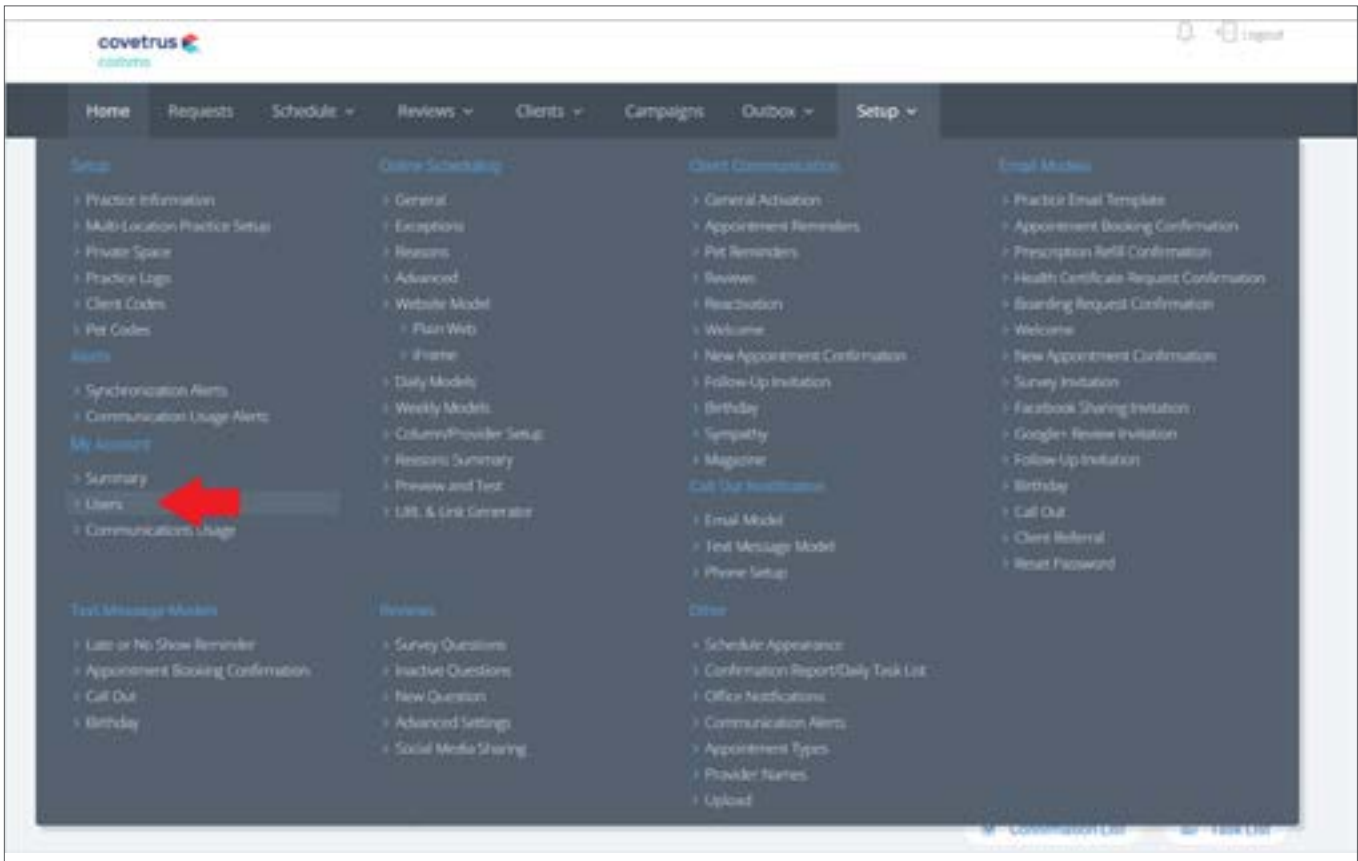 covetrus
comms
Logout
Home
Requests
Schedule
Reviews
Clients
Campaigns
Outbox
Setup
Setup
Practice Information
Multi-Location Practice Setup
Private Space
Practice Logo
Client Codes
Pet Codes
Alerts
Synchronization Alerts
Communication Usage Alerts
My Account
Summary
Users
Communications Usage
Online Scheduling
General
Exceptions
Reasons
Advanced
Website Model
Plain Web
iFrame
Daily Models
Weekly Models
Column/Provider Setup
Reasons Summary
Preview and Test
URL & Link Generator
Client Communication
General Activation
Appointment Reminders
Pet Reminders
Reviews
Reactivation
Welcome
New Appointment Confirmation
Follow-Up Invitation
Birthday
Sympathy
Magazine
Call Out Notification
Email Model
Text Message Model
Phone Setup
Email Models
Practice Email Template
Appointment Booking Confirmation
Prescription Refill Confirmation
Health Certificate Request Confirmation
Boarding Request Confirmation
Welcome
New Appointment Confirmation
Survey Invitation
Facebook Sharing Invitation
Google+ Review Invitation
Follow-Up Invitation
Birthday
Call Out
Client Referral
Reset Password
Text Message Models
Late or No Show Reminder
Appointment Booking Confirmation
Call Out
Birthday
Reviews
Survey Questions
Inactive Questions
New Question
Advanced Settings
Social Media Sharing
Other
Schedule Appearance
Confirmation Report/Daily Task List
Office Notifications
Communication Alerts
Appointment Types
Provider Names
Upload
Confirmation List
Task List